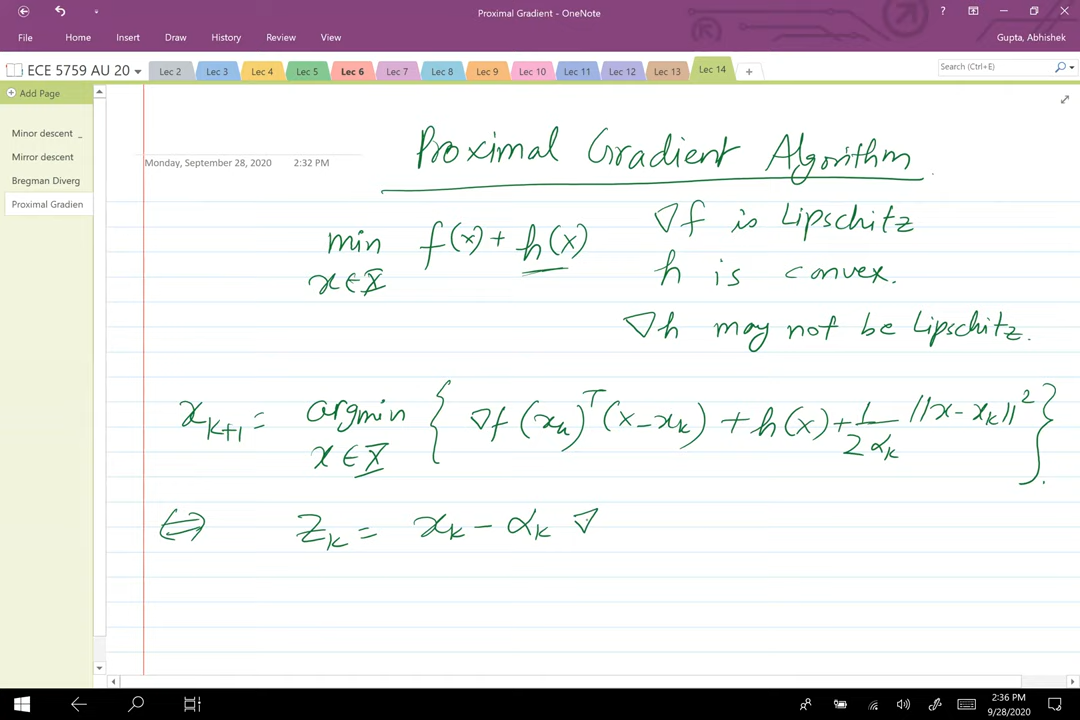 Proximal Gradient - OneNote
File Home Insert Draw History Review View
Gupta, Abhishek
ECE 5759 AU 20
Lec 2 Lec 3 Lec 4 Lec 5 Lec 6 Lec 7 Lec 8 Lec 9 Lec 10 Lec 11 Lec 12 Lec 13 Lec 14 +
Search (Ctrl+E)
Add Page
Minor descent _
Mirror descent
Bregman Diverg
Proximal Gradien
Monday, September 28, 2020 2:32 PM
Proximal Gradient Algorithm
min f(x) + h(x)
x∈X
∇f is Lipschitz
h is convex.
∇h may not be Lipschitz.
x_{k+1} = argmin { ∇f(x_k)^T (x-x_k) + h(x) + 1/2α_k ||x-x_k||^2 }.
x∈X
⇔ z_k = x_k - α_k ∇
2:36 PM
9/28/2020